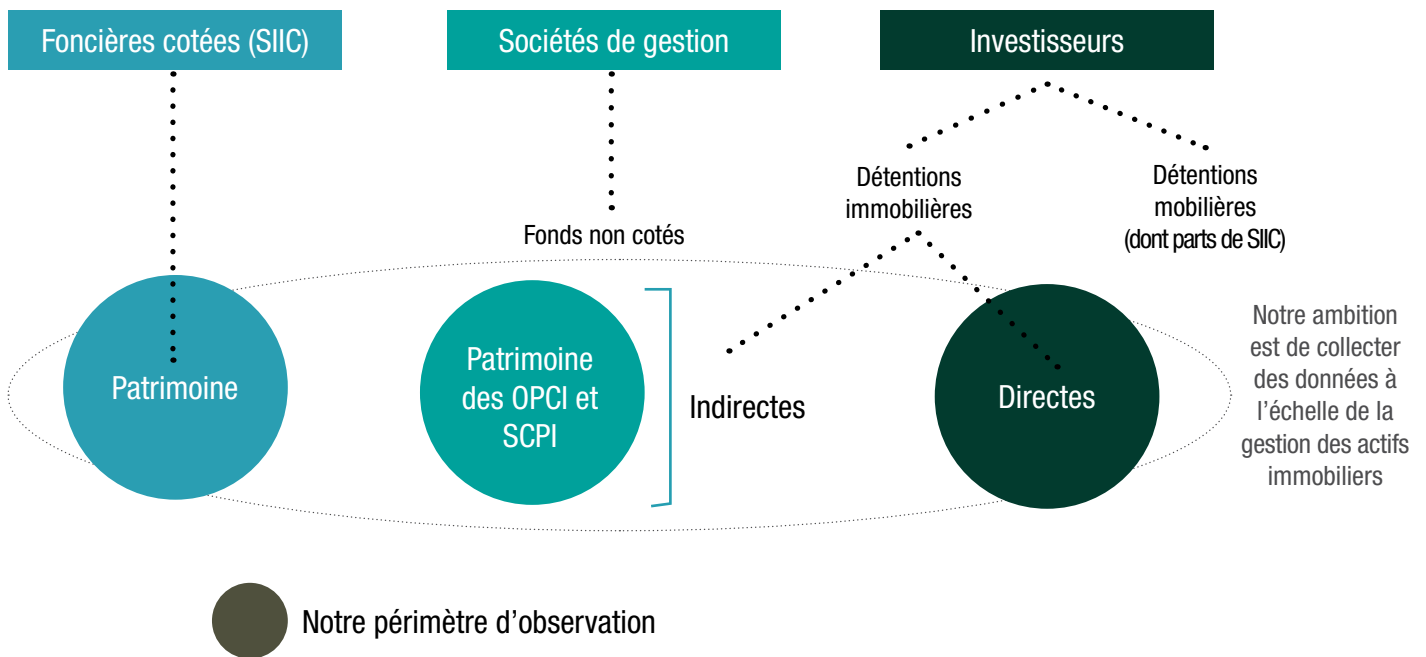 Foncières cotées (SIIC)
Sociétés de gestion
Investisseurs
Détentions
immobilières
Détentions
mobilières
(dont parts de SIIC)
Fonds non cotés
Patrimoine
Patrimoine
des OPCI et
SCPI
Indirectes
Directes
Notre ambition
est de collecter
des données à
l’échelle de la
gestion des actifs
immobiliers
Notre périmètre d’observation